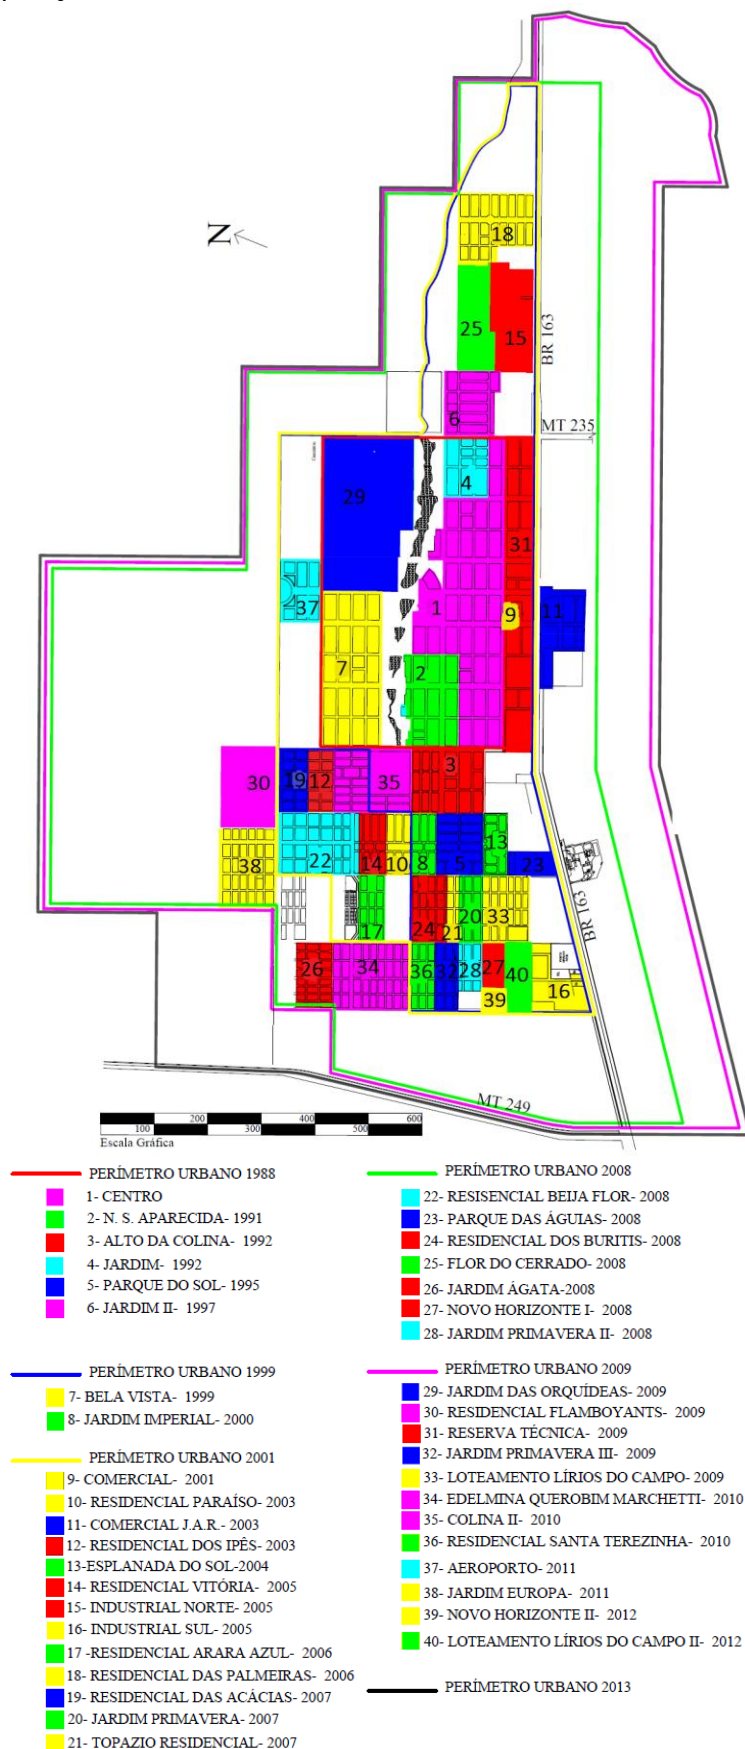 N
18
25
15
BR 163
6
MT 235
4
29
31
37
1
9
11
7
2
30
19
12
35
3
38
22
14
10
8
5
13
23
17
24
21
20
33
BR 163
26
34
36
32
28
27
40
16
39
MT 249
200 400 600
100 300 500
Escala Gráfica
PERÍMETRO URBANO 1988
1- CENTRO
2- N. S. APARECIDA- 1991
3- ALTO DA COLINA- 1992
4- JARDIM- 1992
5- PARQUE DO SOL- 1995
6- JARDIM II- 1997
PERÍMETRO URBANO 1999
7- BELA VISTA- 1999
8- JARDIM IMPERIAL- 2000
PERÍMETRO URBANO 2001
9- COMERCIAL- 2001
10- RESIDENCIAL PARAÍSO- 2003
11- COMERCIAL J.A.R.- 2003
12- RESIDENCIAL DOS IPÊS- 2003
13-ESPLANADA DO SOL-2004
14- RESIDENCIAL VITÓRIA- 2005
15- INDUSTRIAL NORTE- 2005
16- INDUSTRIAL SUL- 2005
17 -RESIDENCIAL ARARA AZUL- 2006
18- RESIDENCIAL DAS PALMEIRAS- 2006
19- RESIDENCIAL DAS ACÁCIAS- 2007
20- JARDIM PRIMAVERA- 2007
21- TOPAZIO RESIDENCIAL- 2007
PERÍMETRO URBANO 2008
22- RESISENCIAL BEIJA FLOR- 2008
23- PARQUE DAS ÁGUIAS- 2008
24- RESIDENCIAL DOS BURITIS- 2008
25- FLOR DO CERRADO- 2008
26- JARDIM ÁGATA-2008
27- NOVO HORIZONTE I- 2008
28- JARDIM PRIMAVERA II- 2008
PERÍMETRO URBANO 2009
29- JARDIM DAS ORQUÍDEAS- 2009
30- RESIDENCIAL FLAMBOYANTS- 2009
31- RESERVA TÉCNICA- 2009
32- JARDIM PRIMAVERA III- 2009
33- LOTEAMENTO LÍRIOS DO CAMPO- 2009
34- EDELMINA QUEROBIM MARCHETTI- 2010
35- COLINA II- 2010
36- RESIDENCIAL SANTA TEREZINHA- 2010
37- AEROPORTO- 2011
38- JARDIM EUROPA- 2011
39- NOVO HORIZONTE II- 2012
40- LOTEAMENTO LÍRIOS DO CAMPO II- 2012
PERÍMETRO URBANO 2013